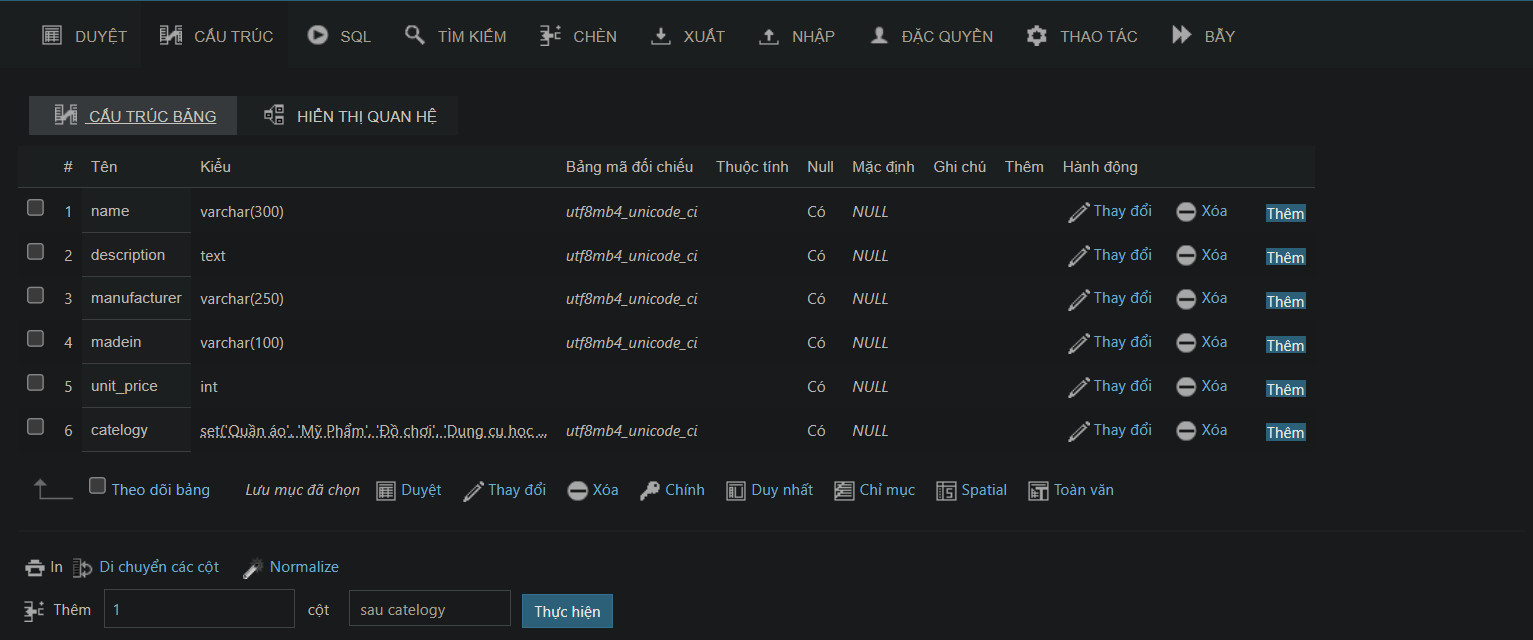 DUYỆT CẤU TRÚC SQL TÌM KIẾM CHÈN XUẤT NHẬP ĐẶC QUYỀN THAO TÁC BẪY
CẤU TRÚC BẢNG HIỂN THỊ QUAN HỆ
# Tên Kiểu Bảng mã đối chiếu Thuộc tính Null Mặc định Ghi chú Thêm Hành động
1 name varchar(300) utf8mb4_unicode_ci Có NULL Thay đổi Xóa Thêm
2 description text utf8mb4_unicode_ci Có NULL Thay đổi Xóa Thêm
3 manufacturer varchar(250) utf8mb4_unicode_ci Có NULL Thay đổi Xóa Thêm
4 madein varchar(100) utf8mb4_unicode_ci Có NULL Thay đổi Xóa Thêm
5 unit_price int Có NULL Thay đổi Xóa Thêm
6 catelogy set('Quần áo', 'Mỹ Phẩm', 'Đồ chơi', 'Dụng cụ học ... utf8mb4_unicode_ci Có NULL Thay đổi Xóa Thêm
Theo dõi bảng Lưu mục đã chọn Duyệt Thay đổi Xóa Chính Duy nhất Chỉ mục Spatial Toàn văn
In Di chuyển các cột Normalize
Thêm 1 cột sau catelogy Thực hiện